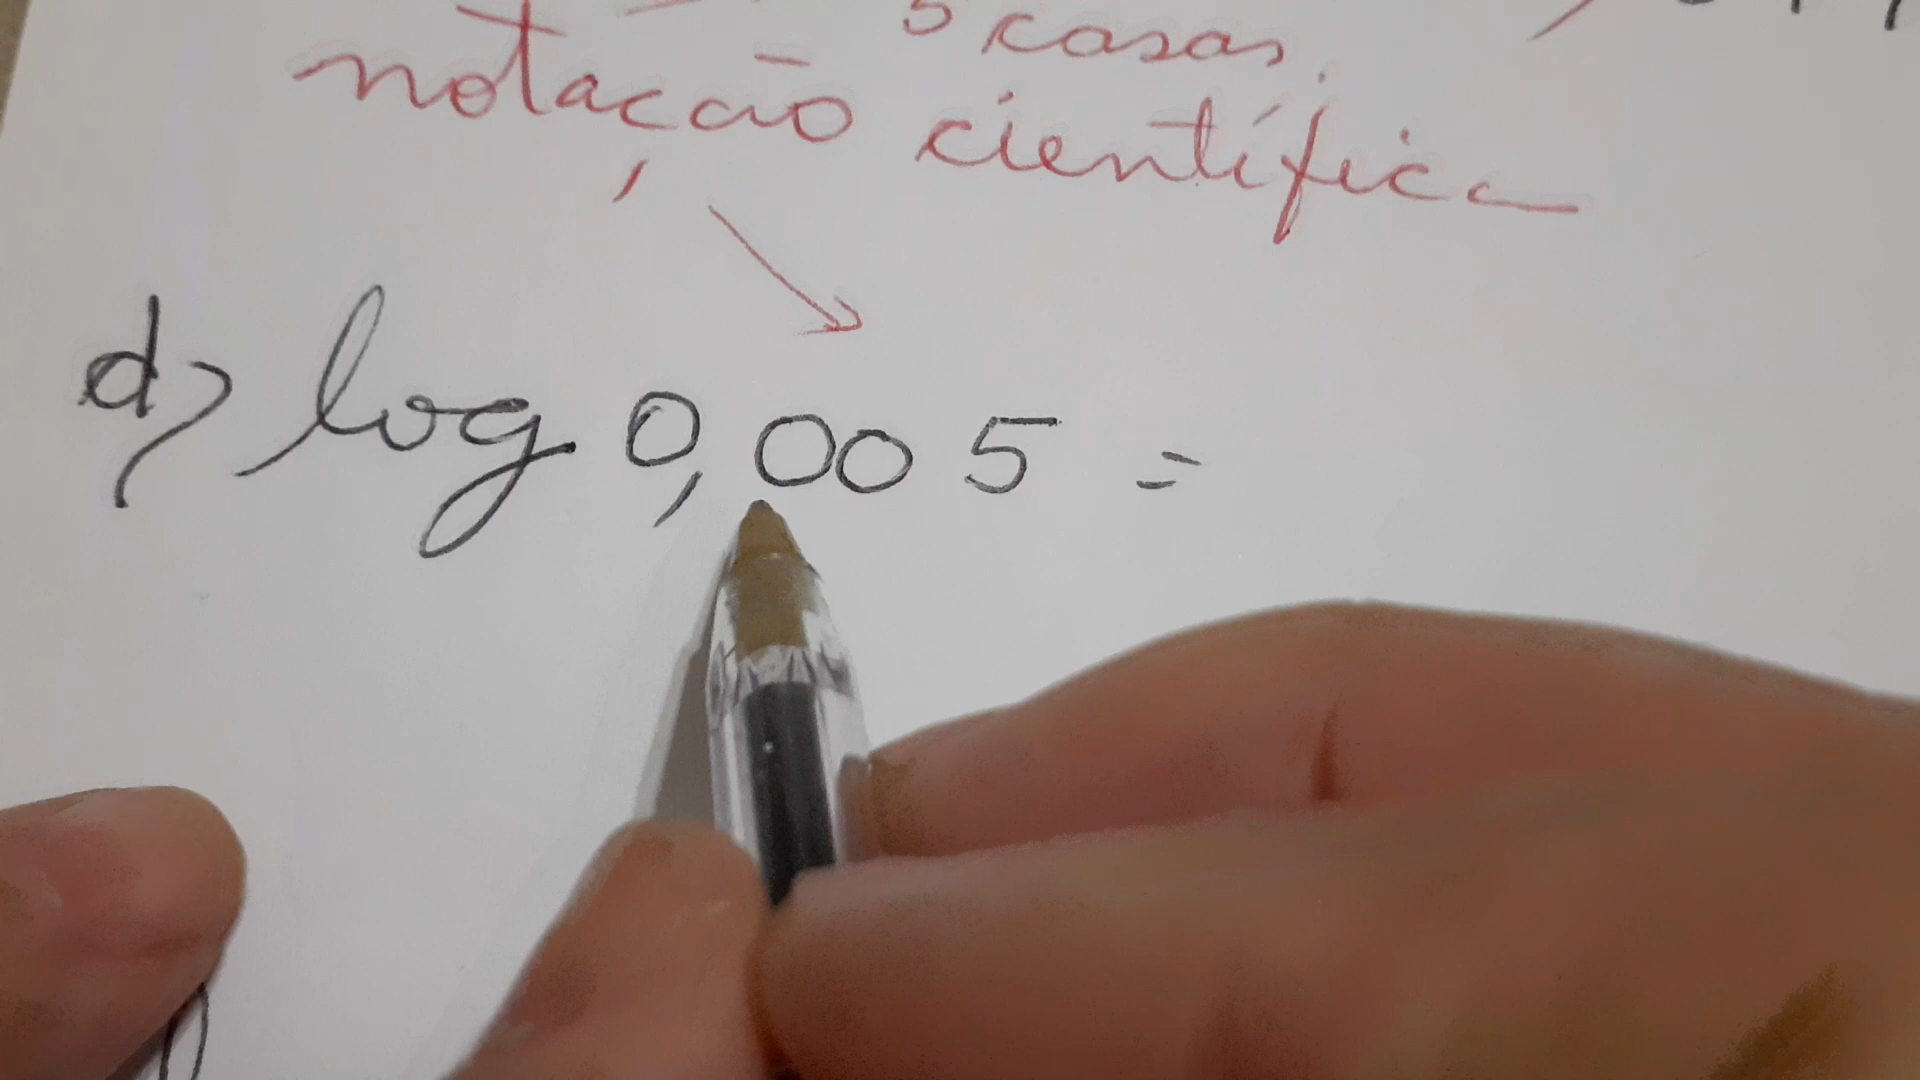 5 casas.
notação científica
d) log 0,005 =